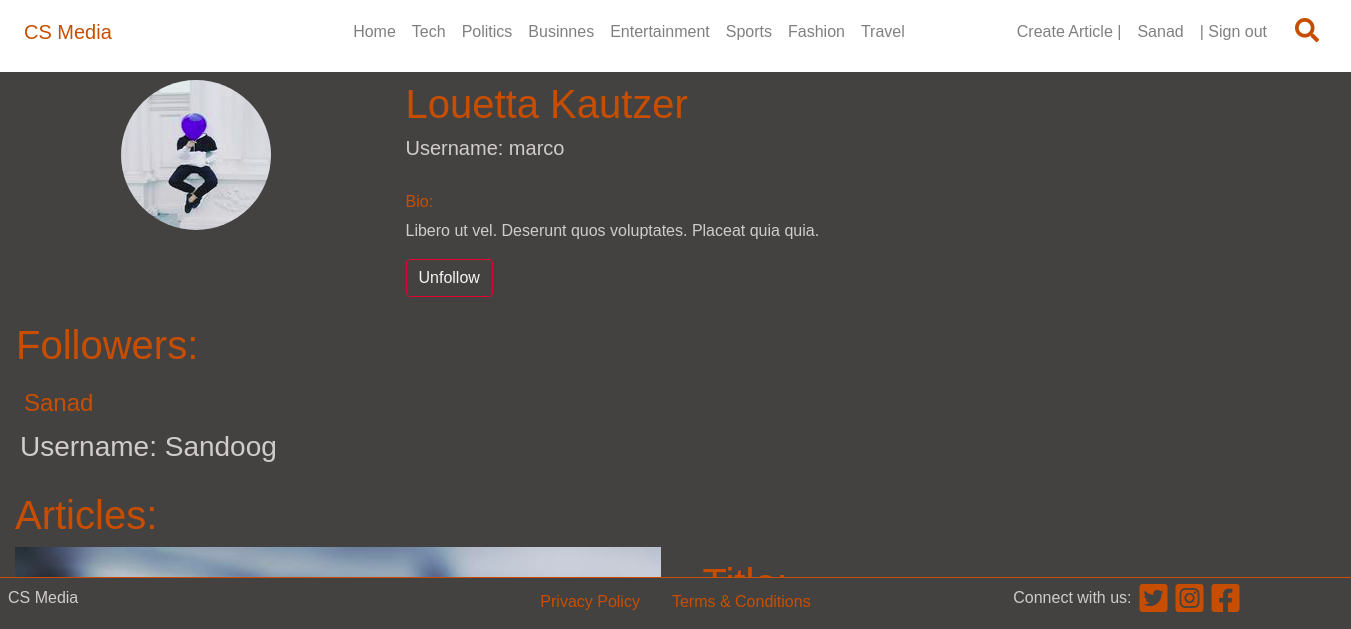 CS Media Home Tech Politics Businnes Entertainment Sports Fashion Travel Create Article | Sanad | Sign out
Louetta Kautzer
Username: marco
Bio:
Libero ut vel. Deserunt quos voluptates. Placeat quia quia.
Unfollow
Followers:
Sanad
Username: Sandoog
Articles:
Title:
CS Media Privacy Policy Terms & Conditions Connect with us: